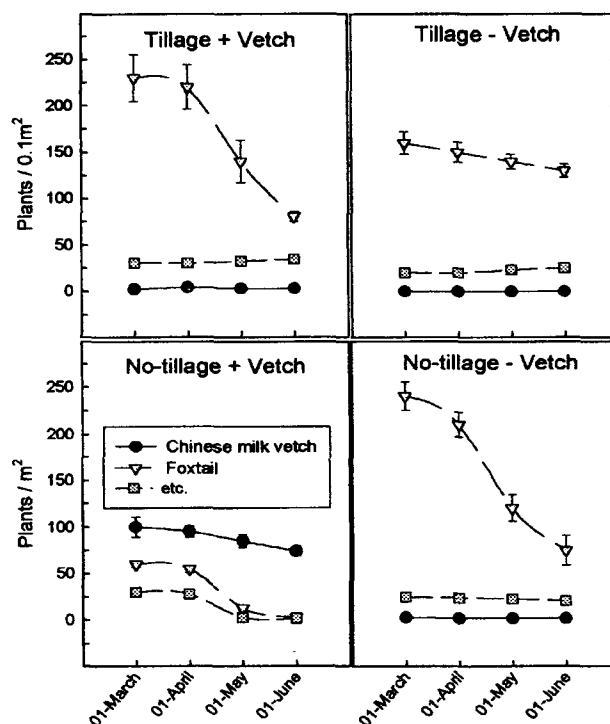 Tillage + Vetch
Tillage - Vetch
250
200
150
100
50
0
Plants / 0.1m²
No-tillage + Vetch
No-tillage - Vetch
Chinese milk vetch
Foxtail
etc.
250
200
150
100
50
0
Plants / m²
01-March
01-April
01-May
01-June
01-March
01-April
01-May
01-June